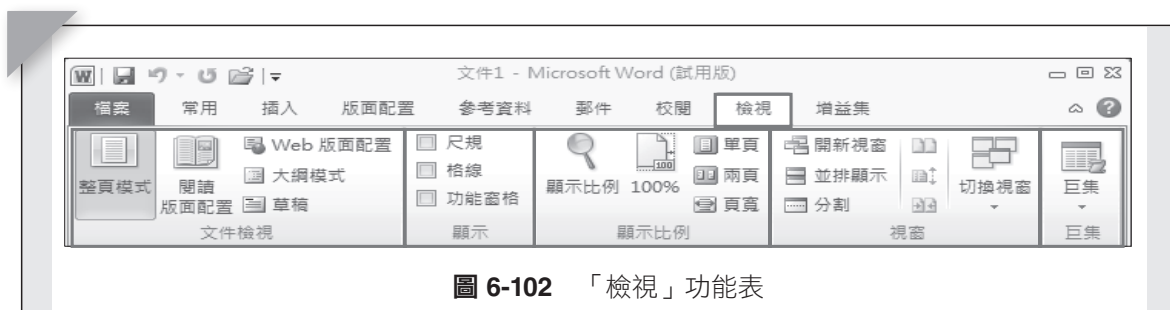 文件1 - Microsoft Word (試用版)
檔案 常用 插入 版面配置 參考資料 郵件 校閱 檢視 增益集
整頁模式 閱讀版面配置 Web 版面配置 大綱模式 草稿
尺規 格線 功能窗格
顯示比例 100% 單頁 兩頁 頁寬
開新視窗 並排顯示 分割 切換視窗
巨集
文件檢視 顯示 顯示比例 視窗 巨集
圖 6-102 「檢視」功能表